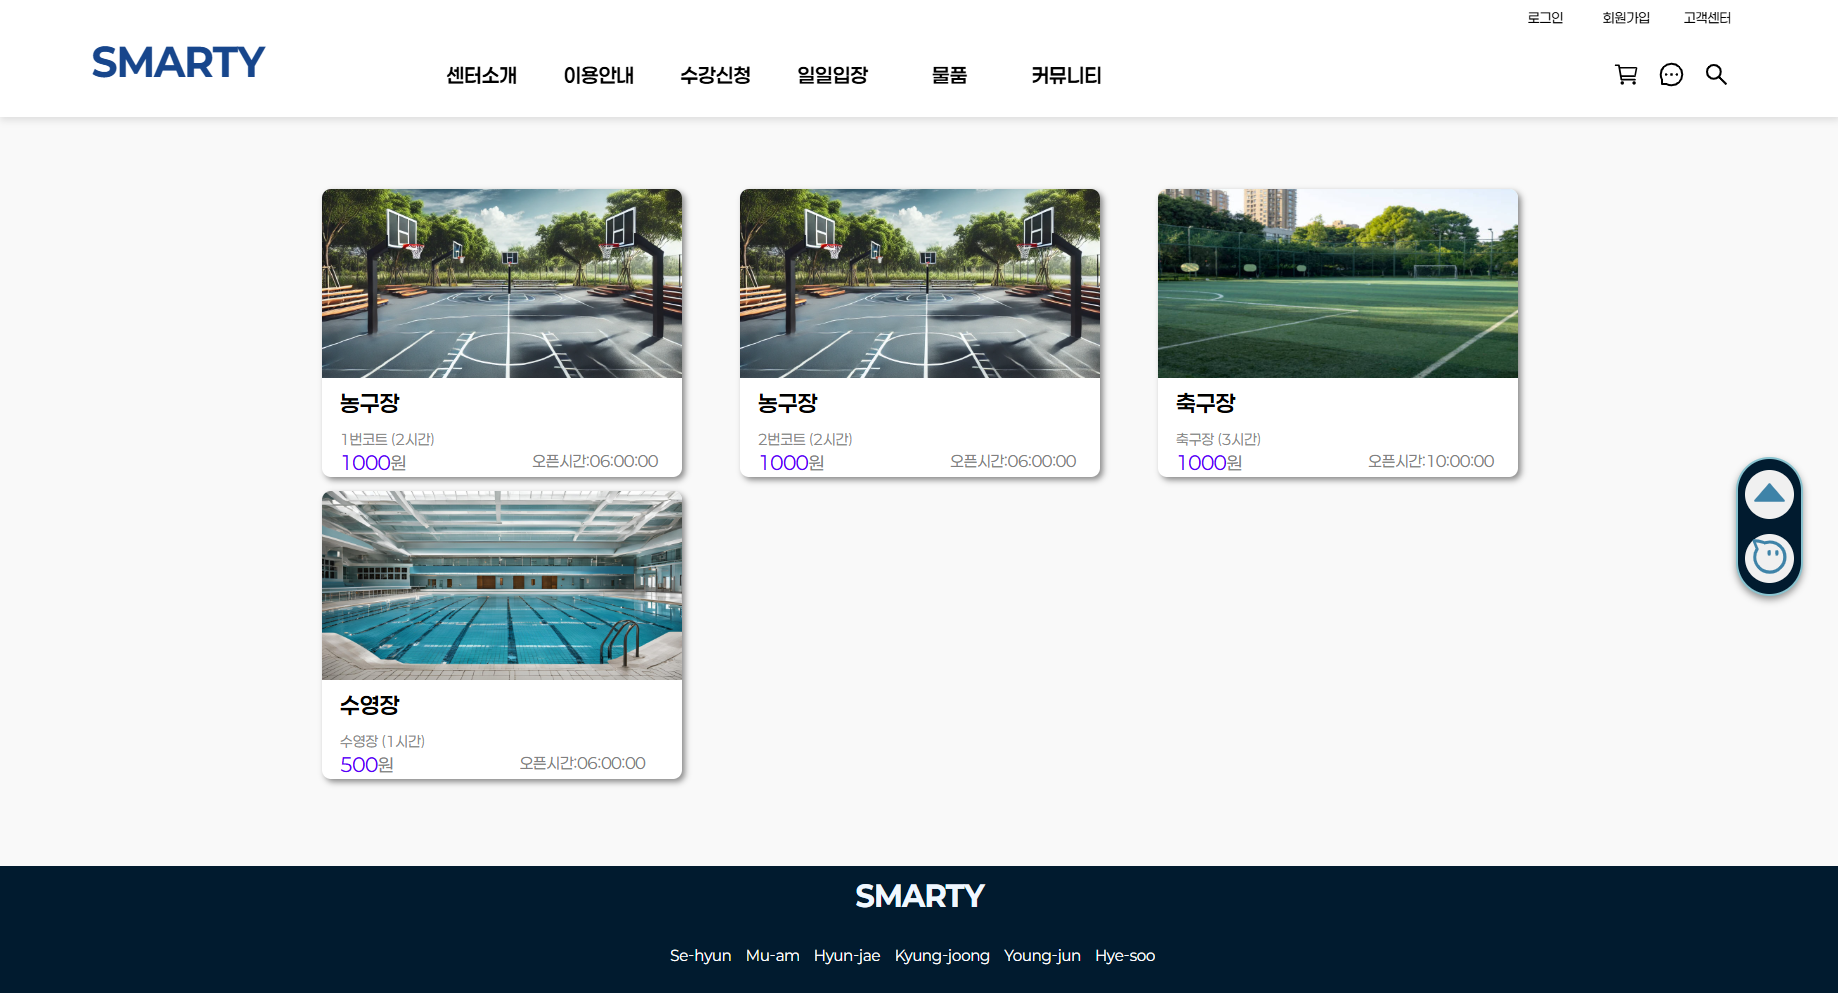 로그인 회원가입 고객센터
SMARTY
센터소개 이용안내 수강신청 일일입장 물품 커뮤니티
농구장
1번코트 (2시간)
1000원 오픈시간:06:00:00
농구장
2번코트 (2시간)
1000원 오픈시간:06:00:00
축구장
축구장 (3시간)
1000원 오픈시간:10:00:00
수영장
수영장 (1시간)
500원 오픈시간:06:00:00
SMARTY
Se-hyun Mu-am Hyun-jae Kyung-joong Young-jun Hye-soo